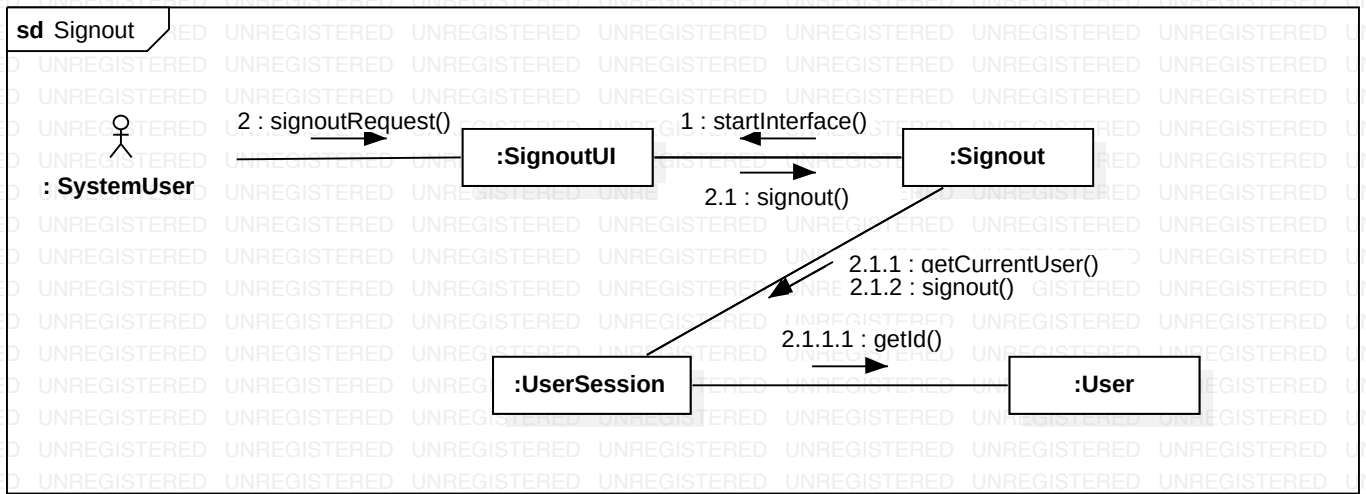 sd Signout
2 : signoutRequest()
1 : startInterface()
: SystemUser
:SignoutUI
:Signout
2.1 : signout()
2.1.1 : getCurrentUser()
2.1.2 : signout()
2.1.1.1 : getId()
:UserSession
:User
UNREGISTERED